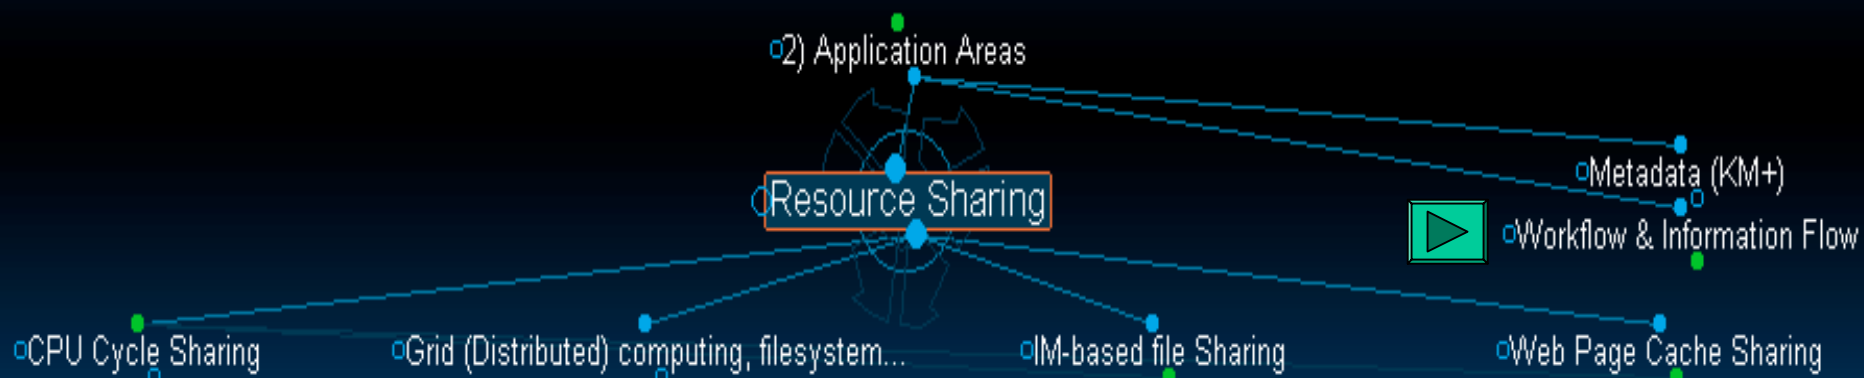 2) Application Areas
Resource Sharing
Metadata (KM+)
Workflow & Information Flow
CPU Cycle Sharing
Grid (Distributed) computing, filesystem...
IM-based file Sharing
Web Page Cache Sharing